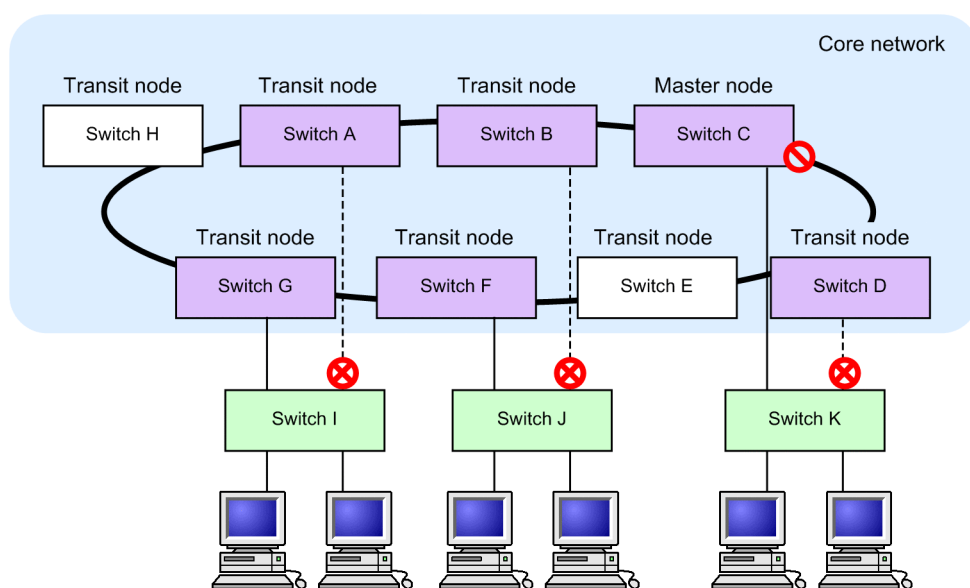 Core network
Transit node
Transit node
Transit node
Master node
Switch H
Switch A
Switch B
Switch C
Transit node
Transit node
Transit node
Transit node
Switch G
Switch F
Switch E
Switch D
Switch I
Switch J
Switch K